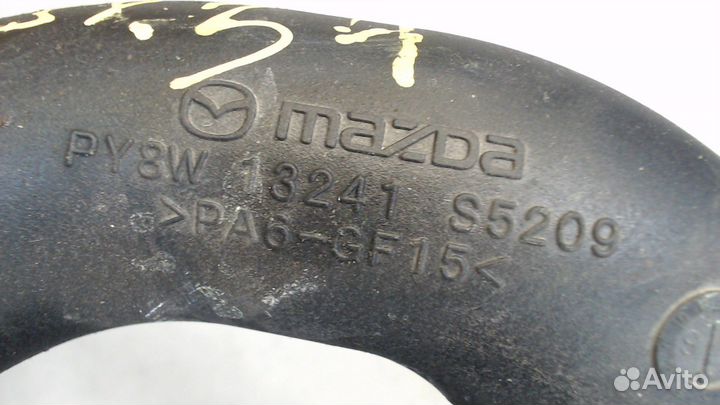 mazda
PY8W 13241 S5209
>PA6-GF15<
Avito